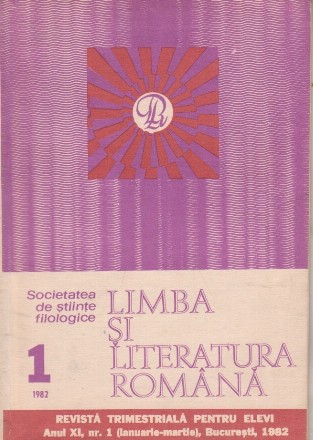 Societatea
de științe
filologice
1
1982
LIMBA
ȘI
LITERATURA
ROMÂNĂ
REVISTĂ TRIMESTRIALĂ PENTRU ELEVI
Anul XI, nr. 1 (ianuarie-martie), București, 1982